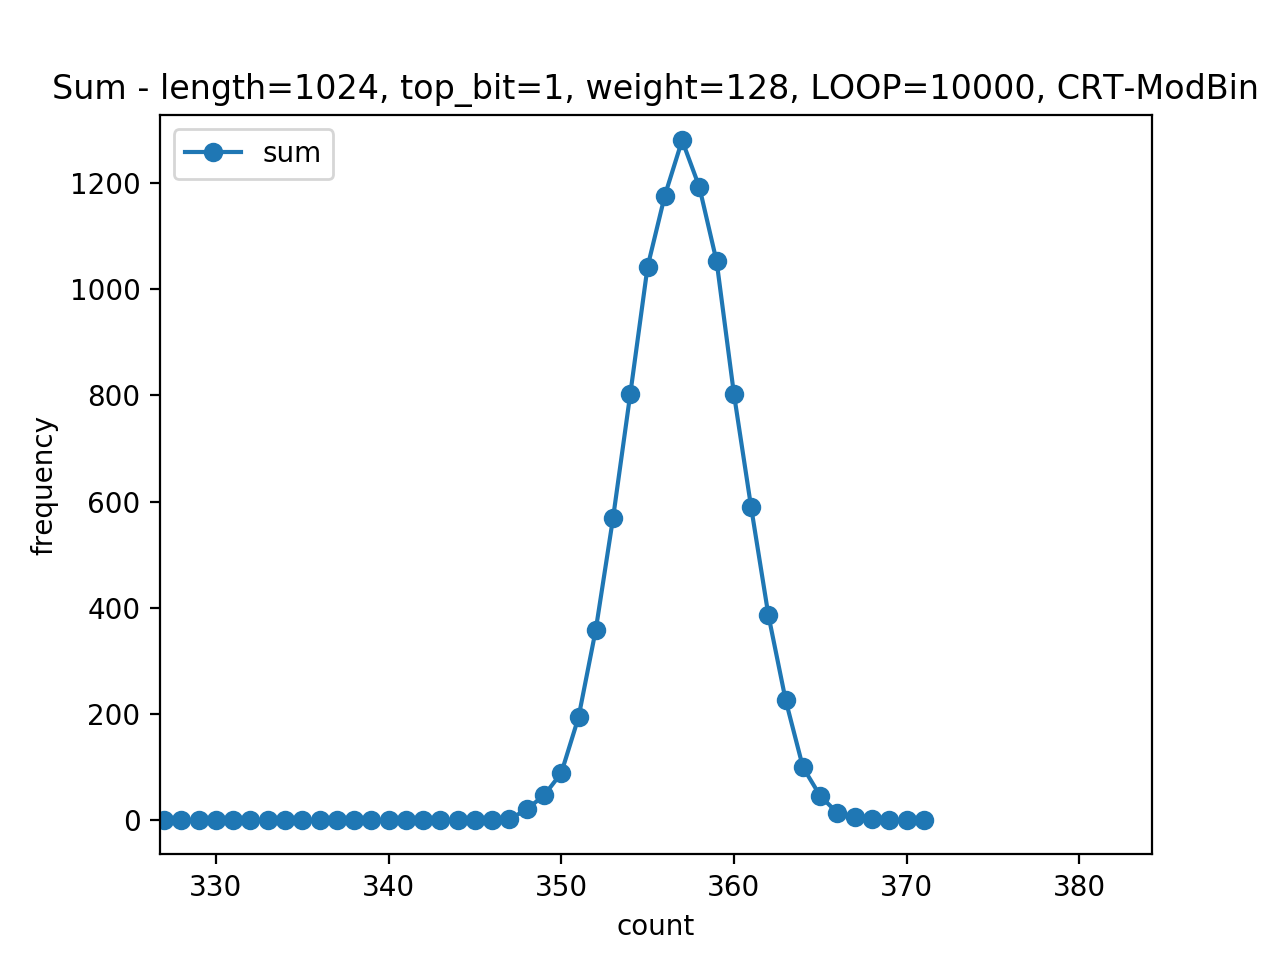 Sum - length=1024, top_bit=1, weight=128, LOOP=10000, CRT-ModBin
sum
1200
1000
800
600
400
200
0
frequency
330 340 350 360 370 380
count